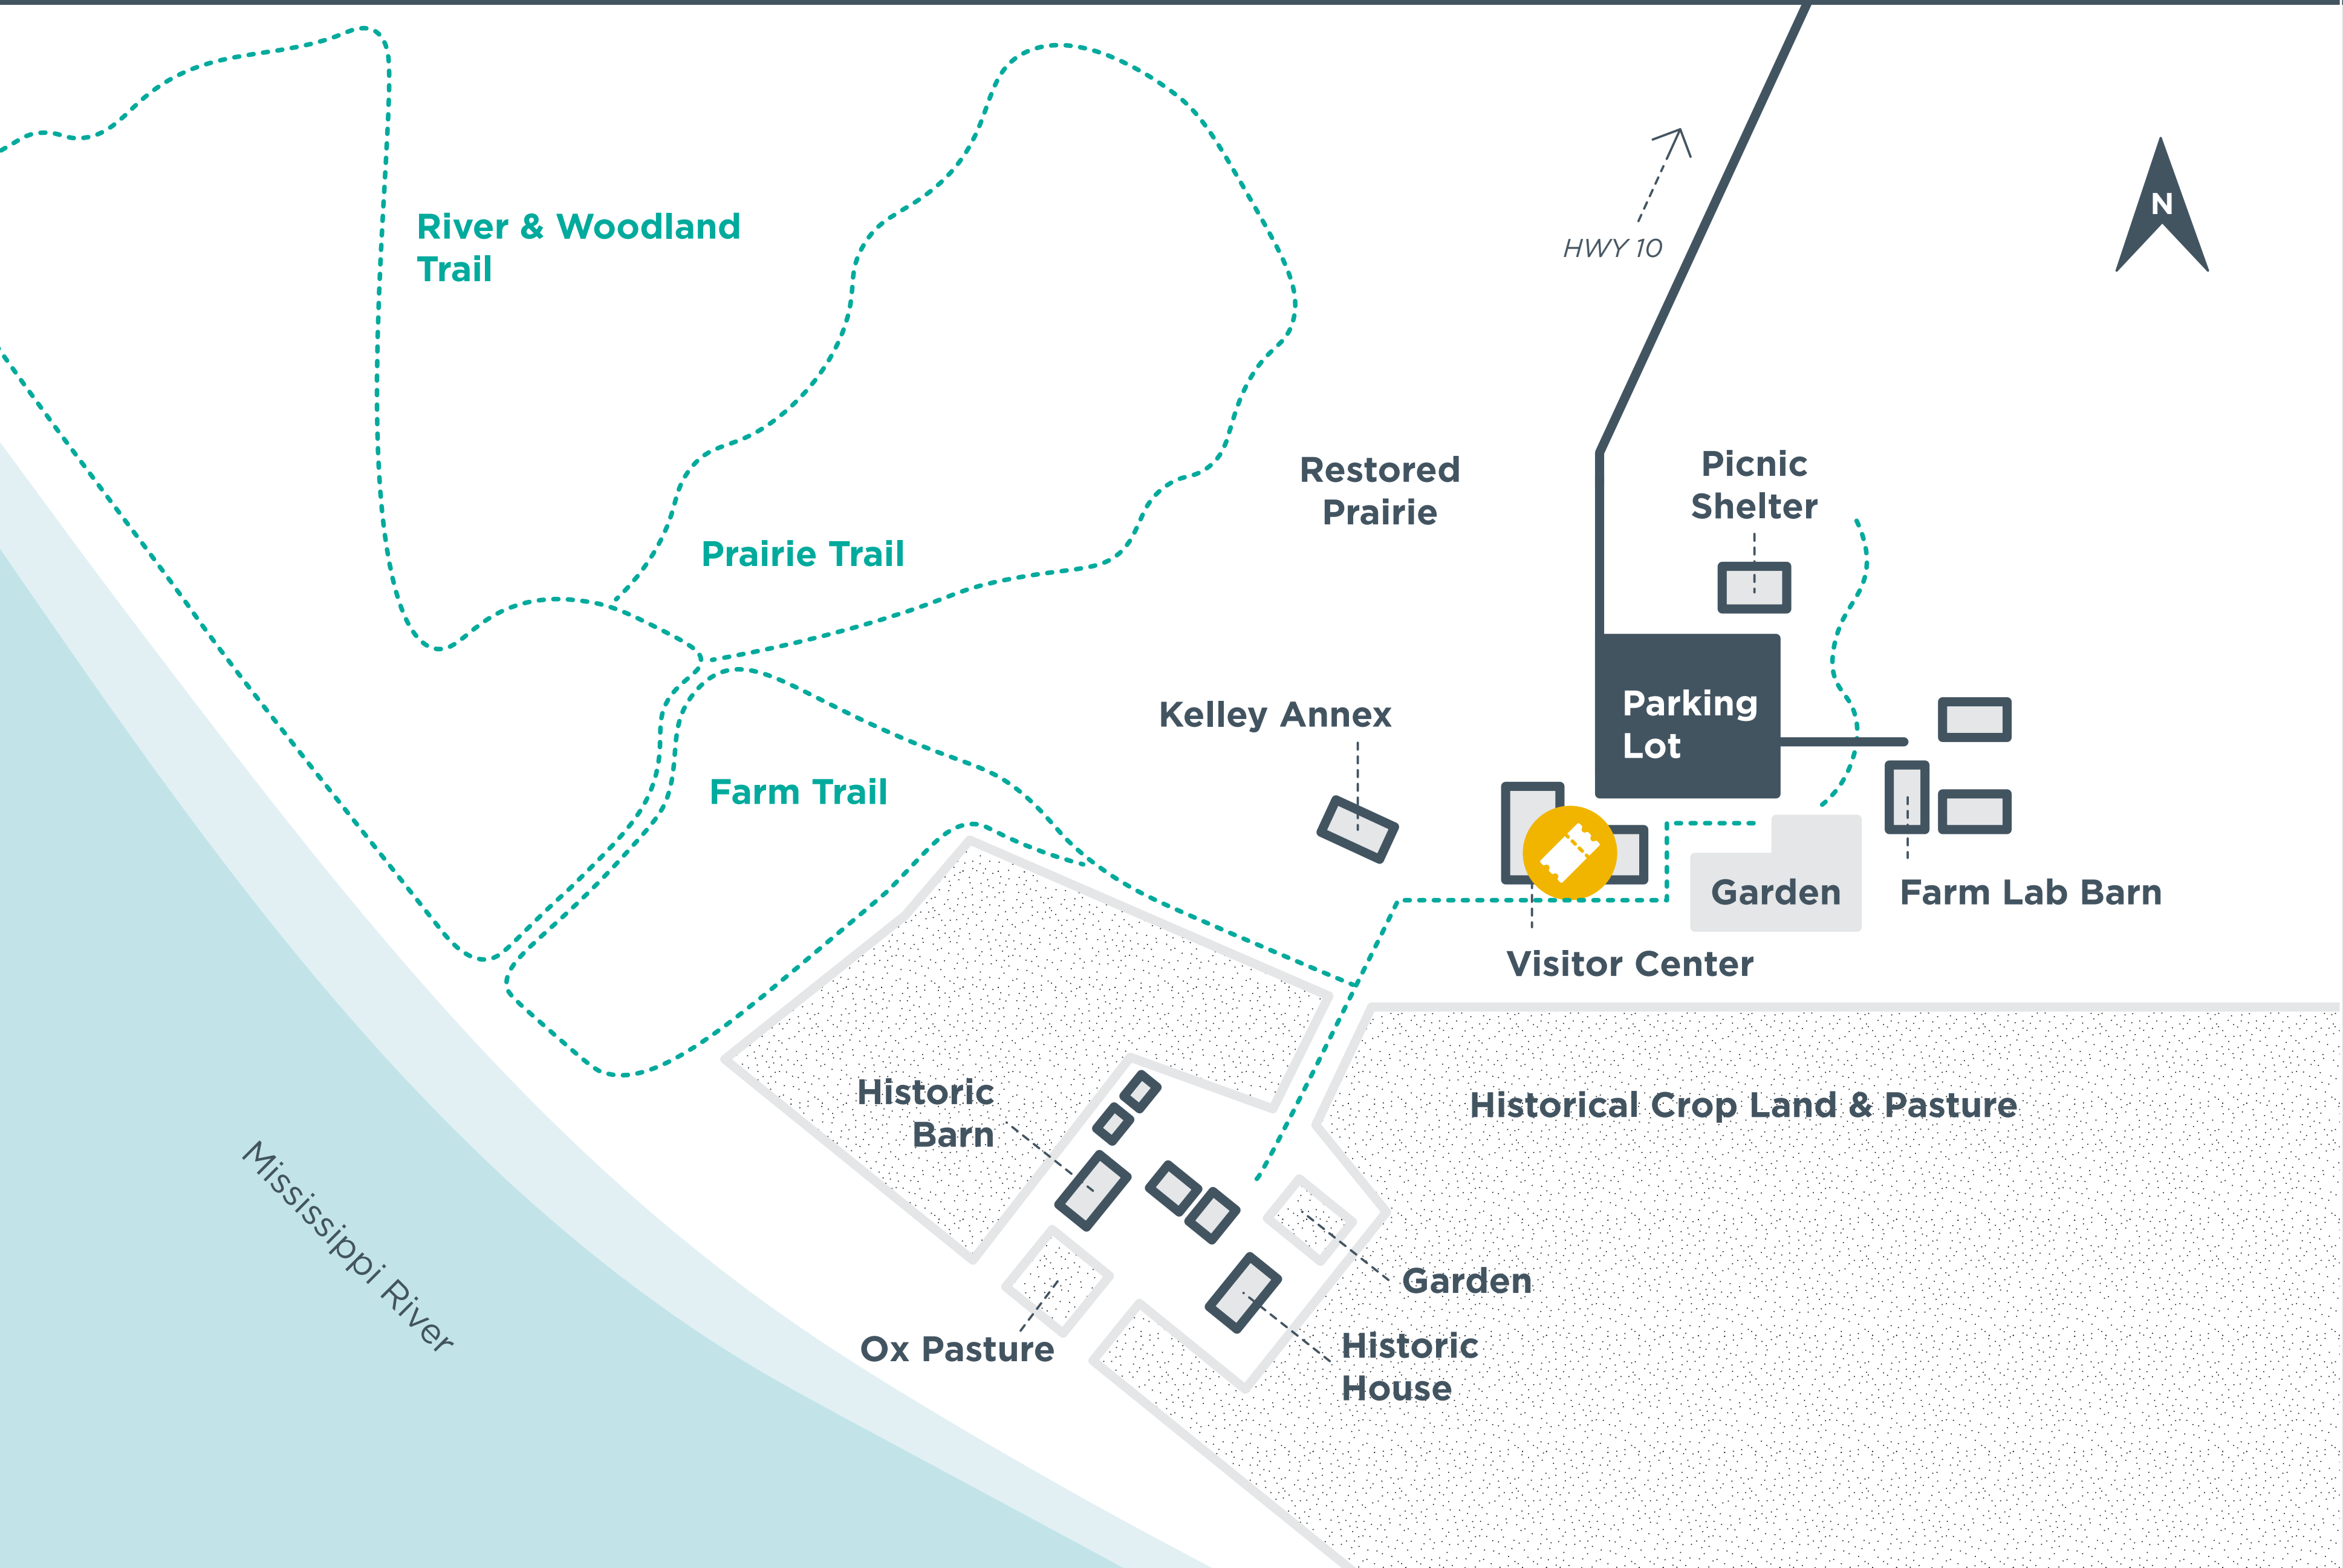 N
River & Woodland
Trail
HWY 10
Restored
Prairie
Picnic
Shelter
Prairie Trail
Parking
Lot
Kelley Annex
Farm Trail
Garden
Farm Lab Barn
Visitor Center
Historic
Barn
Historical Crop Land & Pasture
Mississippi River
Garden
Ox Pasture
Historic
House